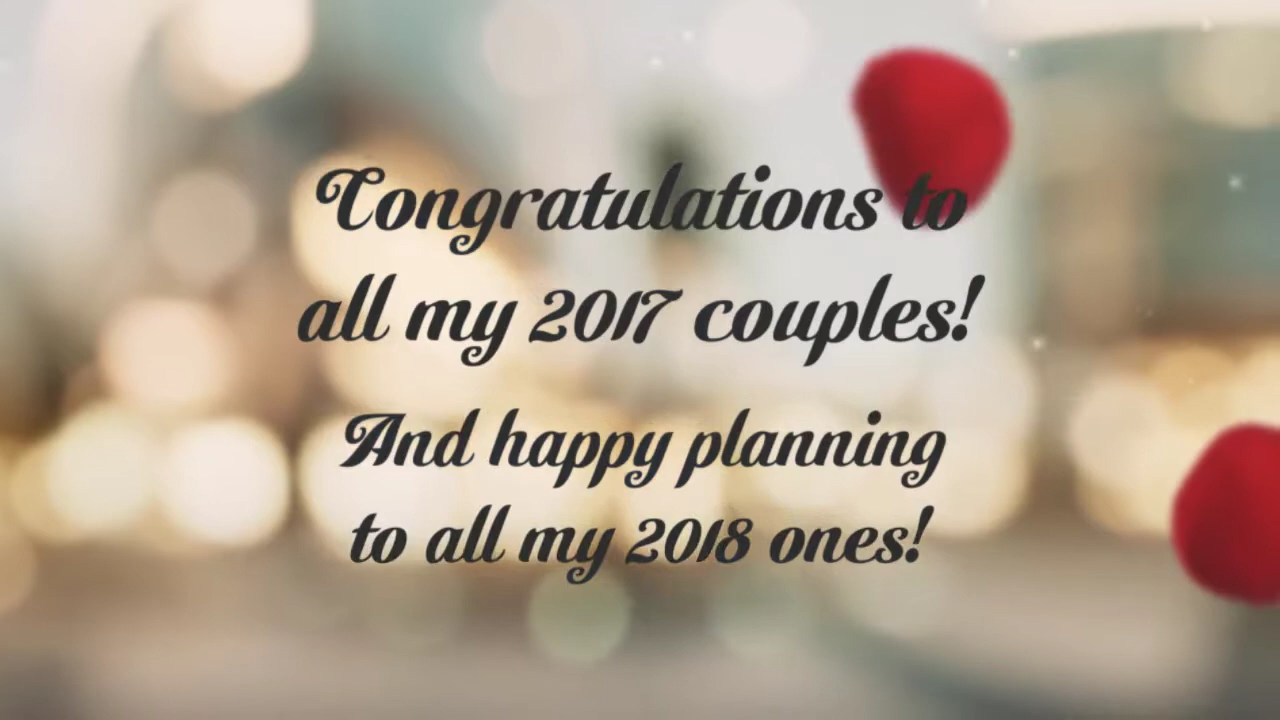 Congratulations to
all my 2017 couples!
And happy planning
to all my 2018 ones!